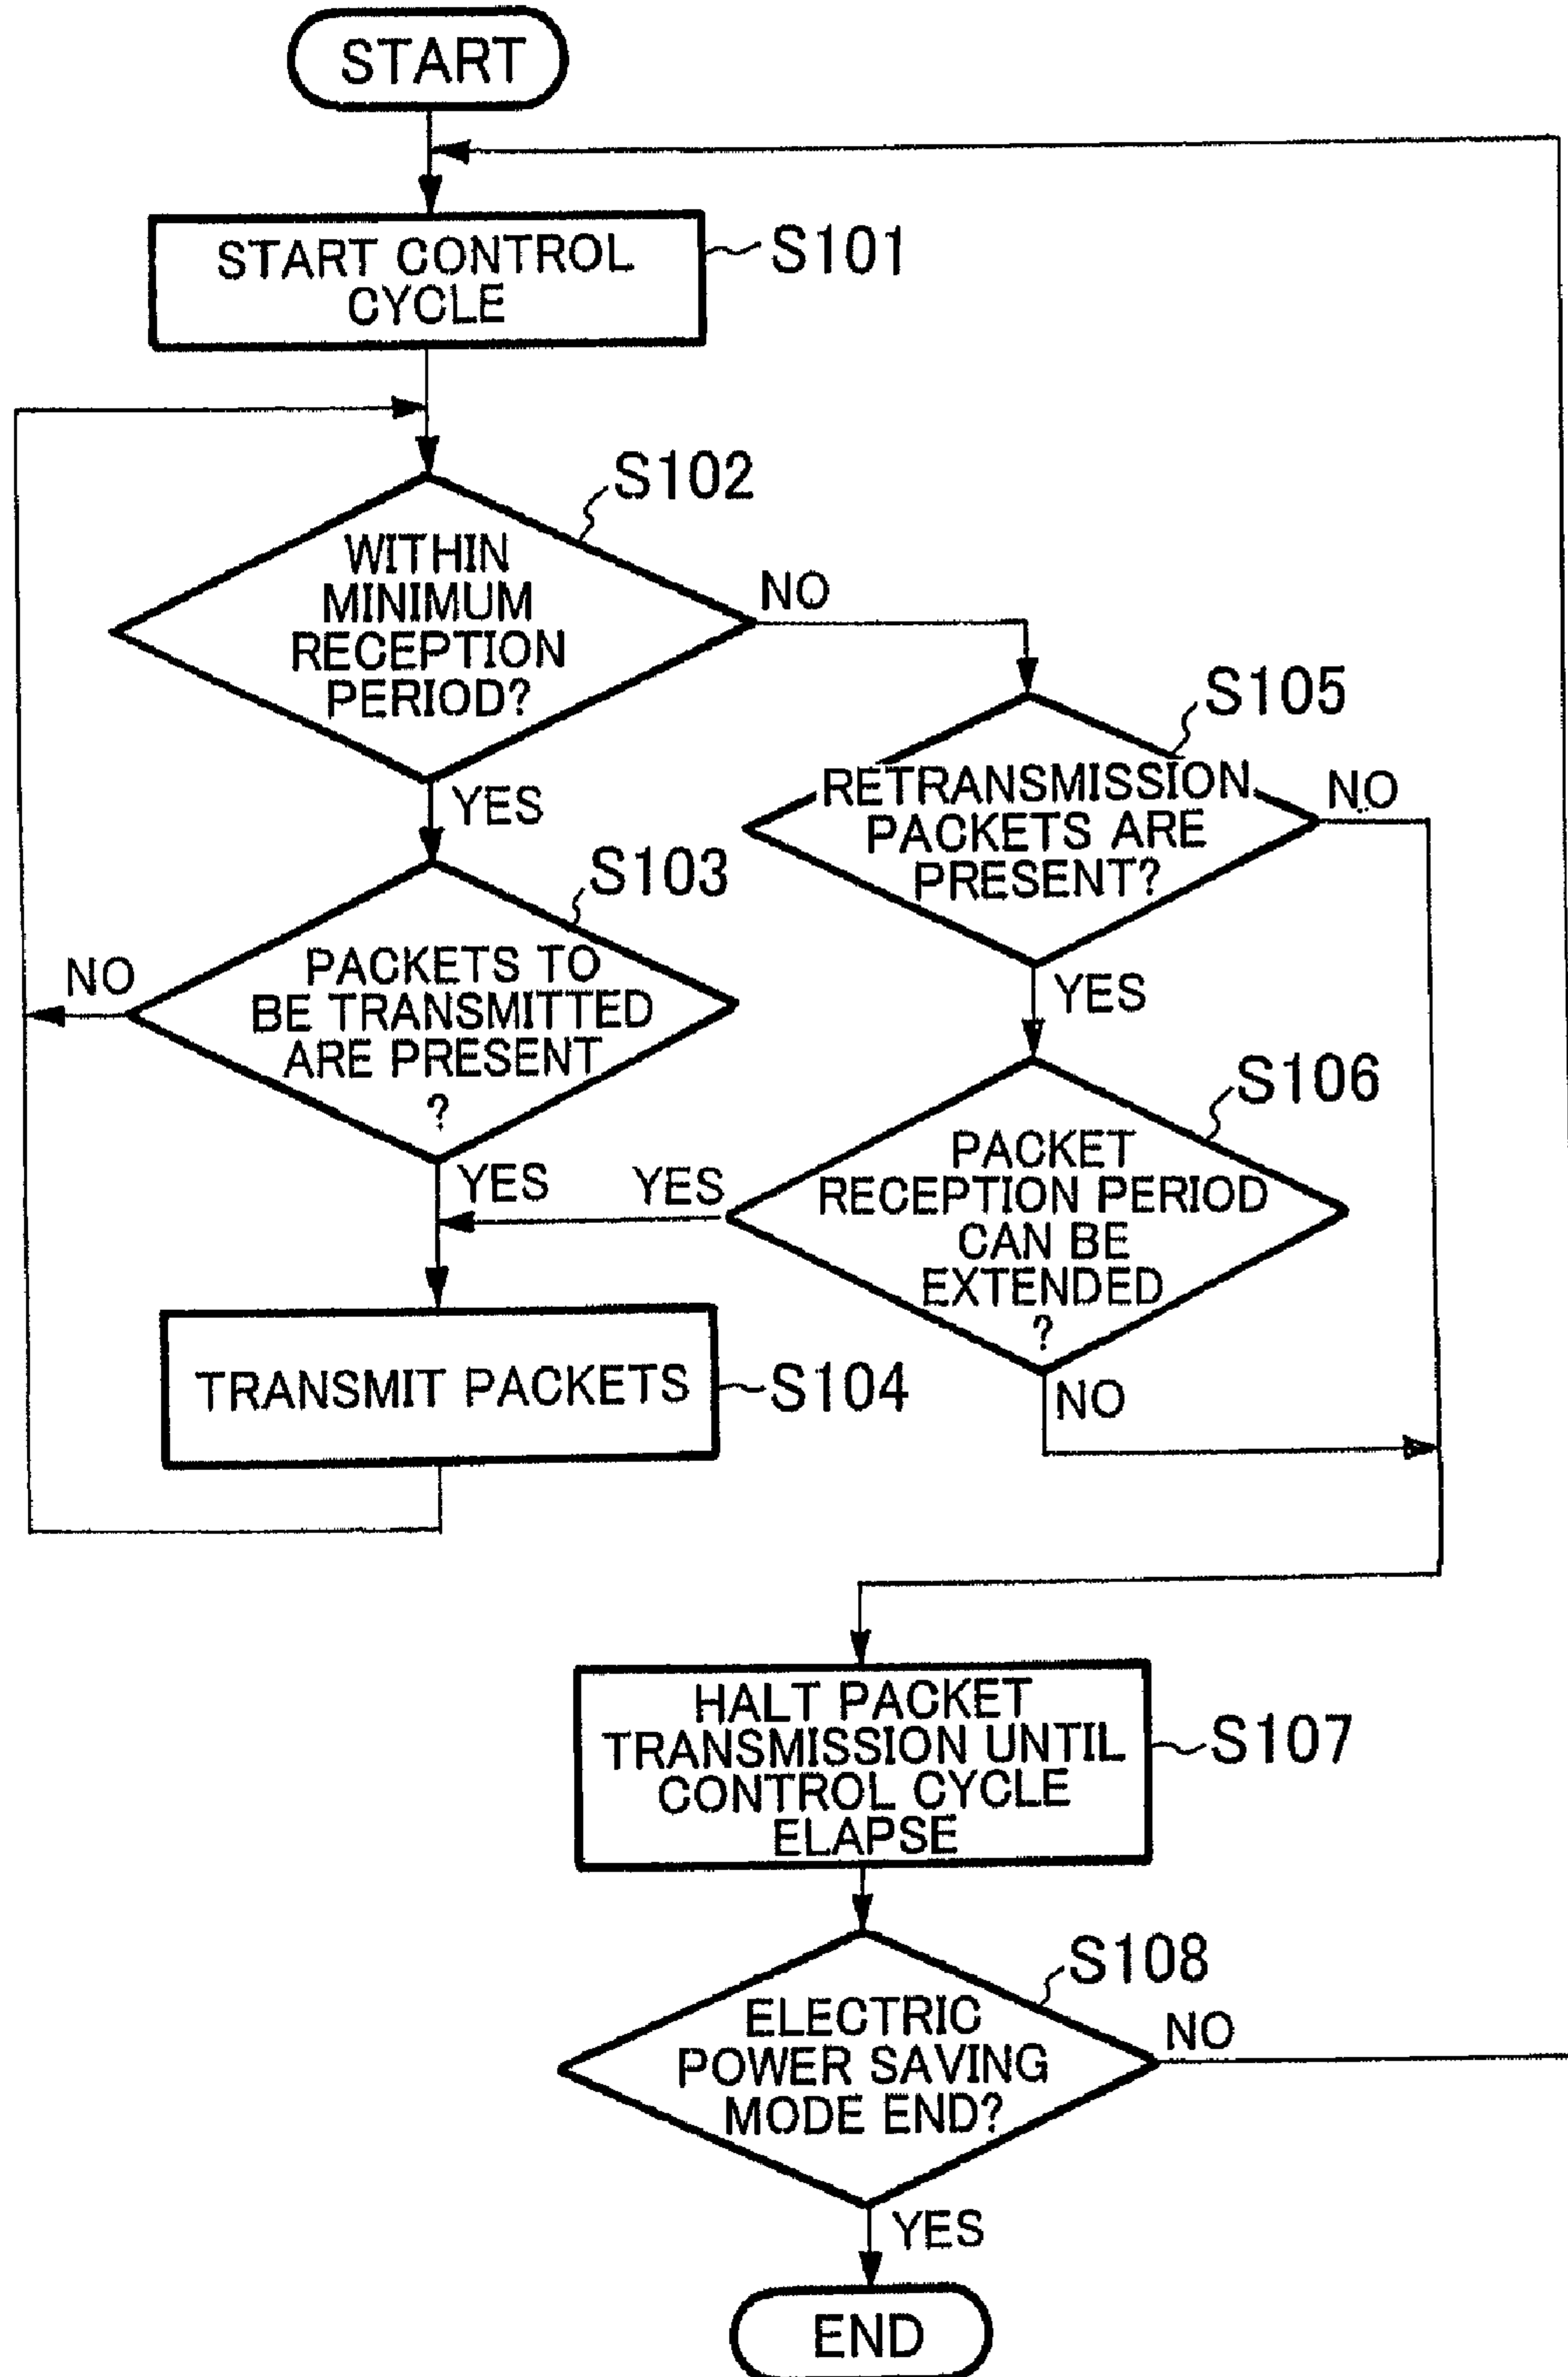 START
START CONTROL
CYCLE
S101
S102
WITHIN
MINIMUM
RECEPTION
PERIOD?
NO
YES
S105
RETRANSMISSION
PACKETS ARE
PRESENT?
NO
YES
S103
PACKETS TO
BE TRANSMITTED
ARE PRESENT
?
NO
YES
S106
PACKET
RECEPTION PERIOD
CAN BE
EXTENDED
?
YES
NO
TRANSMIT PACKETS
S104
HALT PACKET
TRANSMISSION UNTIL
CONTROL CYCLE
ELAPSE
S107
S108
ELECTRIC
POWER SAVING
MODE END?
NO
YES
END